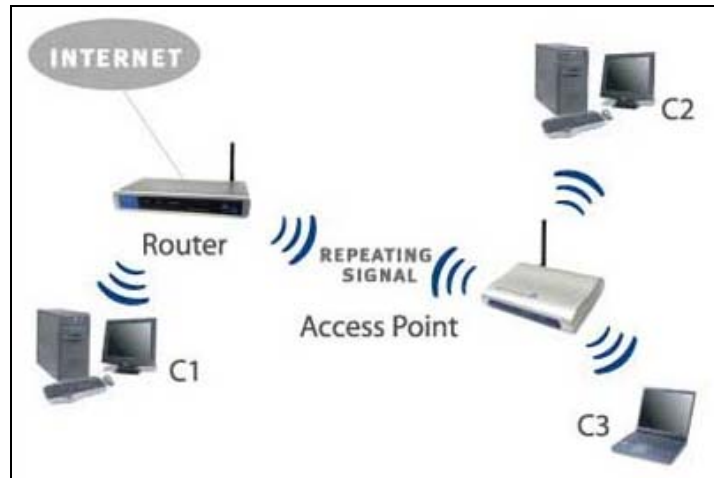 INTERNET
C2
Router
REPEATING
SIGNAL
Access Point
C1
C3